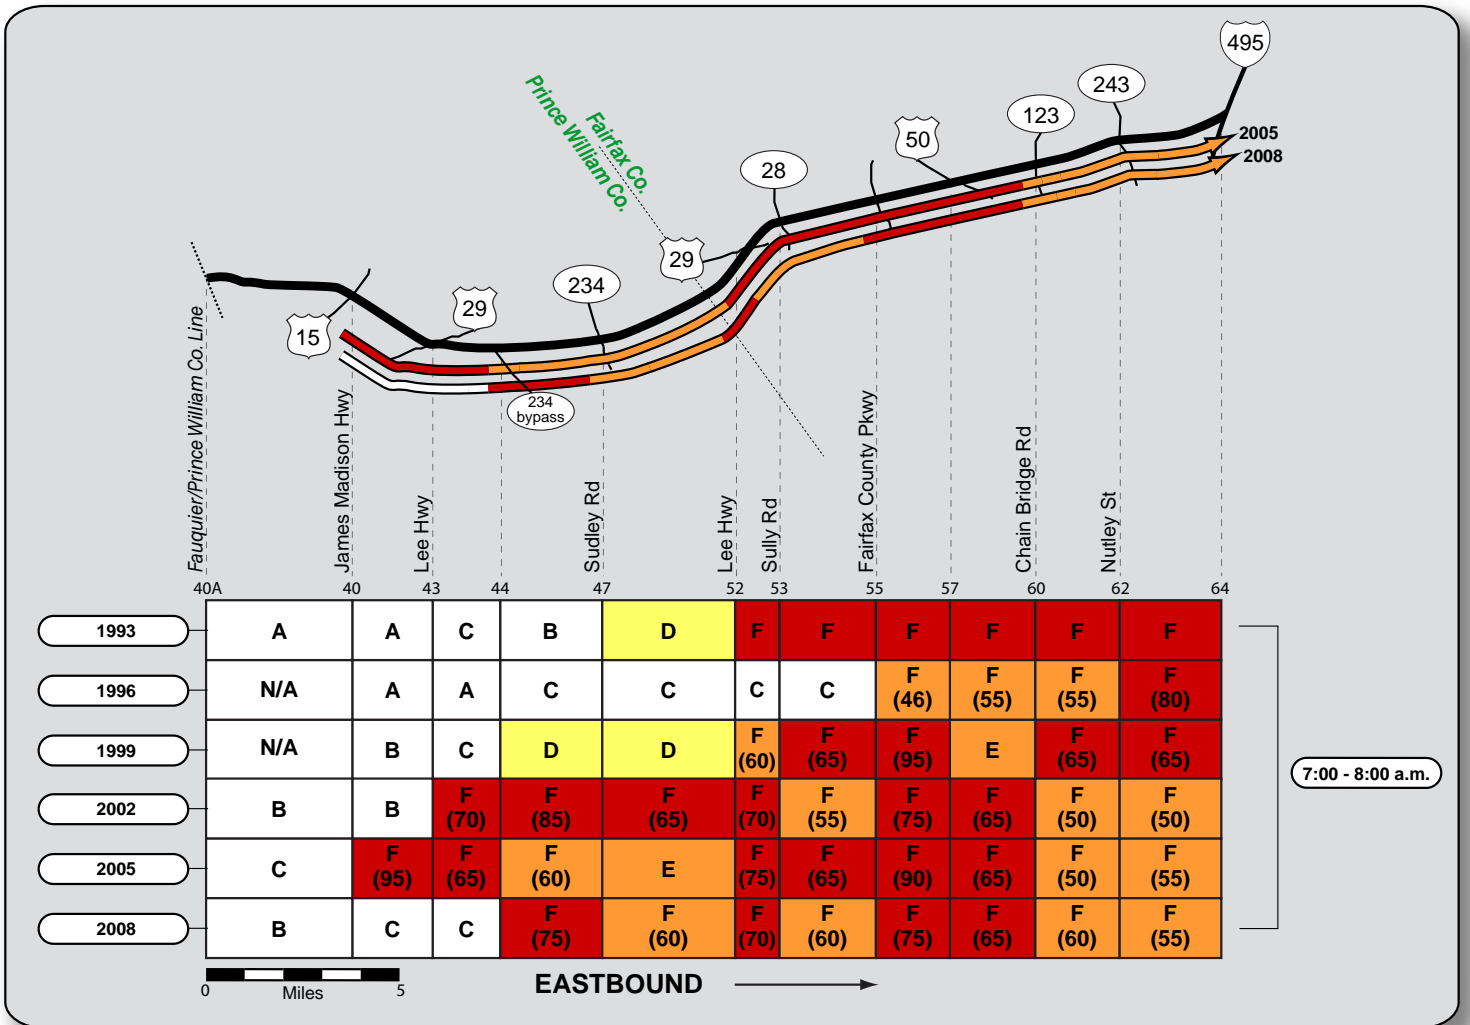 495
Fairfax Co.
Prince William Co.
243
123
50
2005
2008
28
29
234
29
15
234
bypass
Fauquier/Prince William Co. Line
James Madison Hwy
Lee Hwy
Sudley Rd
Lee Hwy
Sully Rd
Fairfax County Pkwy
Chain Bridge Rd
Nutley St
40A 40 43 44 47 52 53 55 57 60 62 64
1993 A A C B D F F F F F F
1996 N/A A A C C C C F (46) F (55) F (55) F (80)
1999 N/A B C D D F (60) F (65) F (95) E F (65) F (65)
2002 B B F (70) F (85) F (65) F (70) F (55) F (75) F (65) F (50) F (50)
2005 C F (95) F (65) F (60) E F (75) F (65) F (90) F (65) F (50) F (55)
2008 B C C F (75) F (60) F (70) F (60) F (75) F (65) F (60) F (55)
7:00 - 8:00 a.m.
0 Miles 5
EASTBOUND